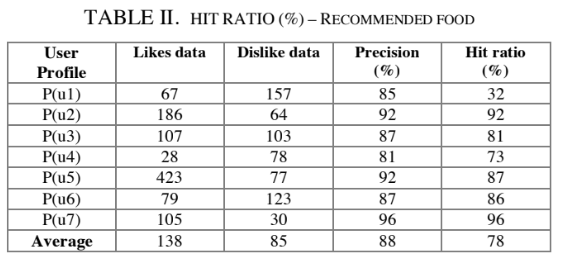 TABLE II. HIT RATIO (%) – RECOMMENDED FOOD
User Profile Likes data Dislike data Precision (%) Hit ratio (%)
P(u1) 67 157 85 32
P(u2) 186 64 92 92
P(u3) 107 103 87 81
P(u4) 28 78 81 73
P(u5) 423 77 92 87
P(u6) 79 123 87 86
P(u7) 105 30 96 96
Average 138 85 88 78